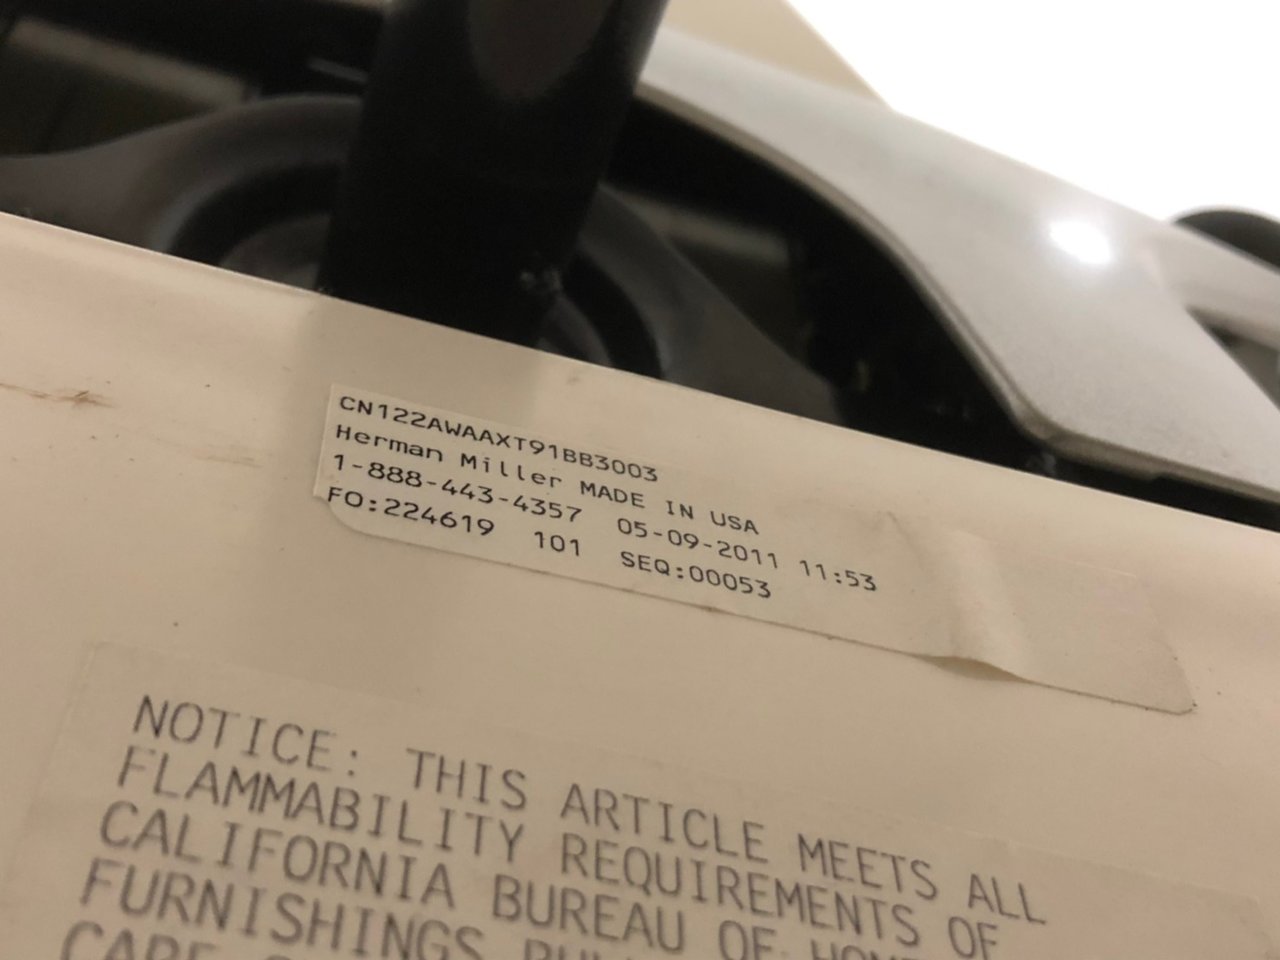 CN122AWAAXT91BB3003
Herman Miller MADE IN USA
1-888-443-4357 05-09-2011 11:53
FO:224619 101 SEQ:00053
NOTICE: THIS ARTICLE MEETS ALL
FLAMMABILITY REQUIREMENTS OF
CALIFORNIA BUREAU OF
FURNISHINGS